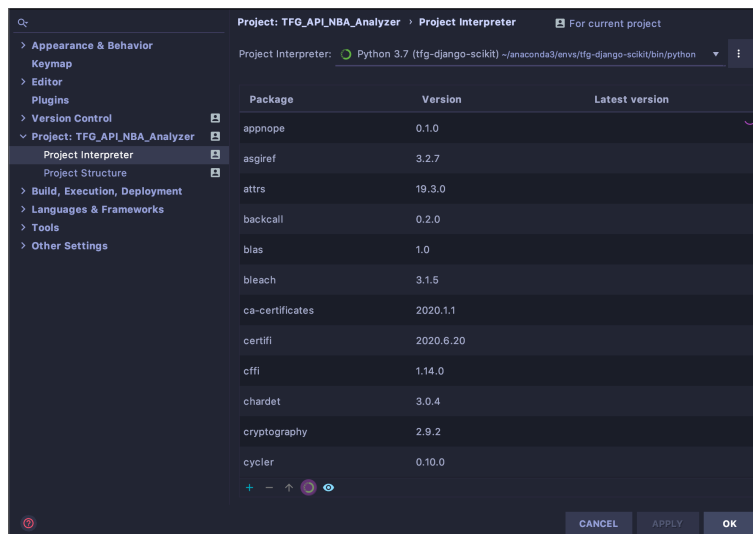 Project: TFG_API_NBA_Analyzer › Project Interpreter
For current project
Appearance & Behavior
Keymap
Editor
Plugins
Version Control
Project: TFG_API_NBA_Analyzer
Project Interpreter
Project Structure
Build, Execution, Deployment
Languages & Frameworks
Tools
Other Settings
Project Interpreter: Python 3.7 (tfg-django-scikit) ~/anaconda3/envs/tfg-django-scikit/bin/python
Package Version Latest version
appnope 0.1.0
asgiref 3.2.7
attrs 19.3.0
backcall 0.2.0
blas 1.0
bleach 3.1.5
ca-certificates 2020.1.1
certifi 2020.6.20
cffi 1.14.0
chardet 3.0.4
cryptography 2.9.2
cycler 0.10.0
CANCEL APPLY OK